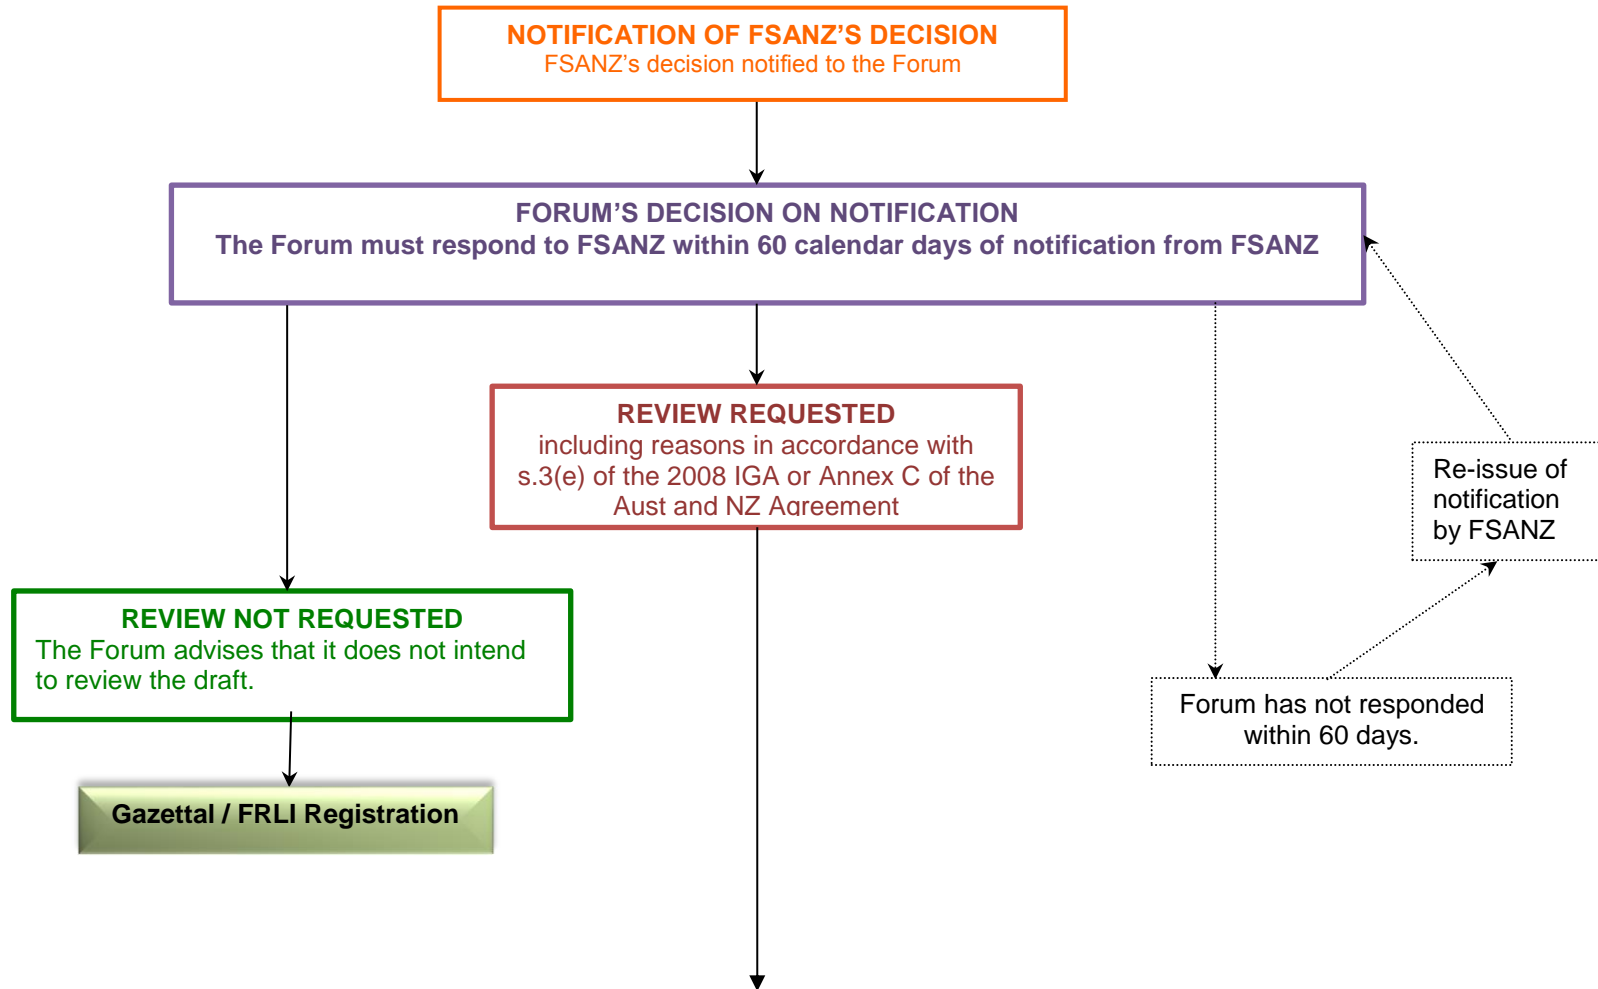 NOTIFICATION OF FSANZ’S DECISION
FSANZ’s decision notified to the Forum
FORUM’S DECISION ON NOTIFICATION
The Forum must respond to FSANZ within 60 calendar days of notification from FSANZ
REVIEW REQUESTED
including reasons in accordance with
s.3(e) of the 2008 IGA or Annex C of the
Aust and NZ Agreement
Re-issue of
notification
by FSANZ
REVIEW NOT REQUESTED
The Forum advises that it does not intend
to review the draft.
Forum has not responded
within 60 days.
Gazettal / FRLI Registration